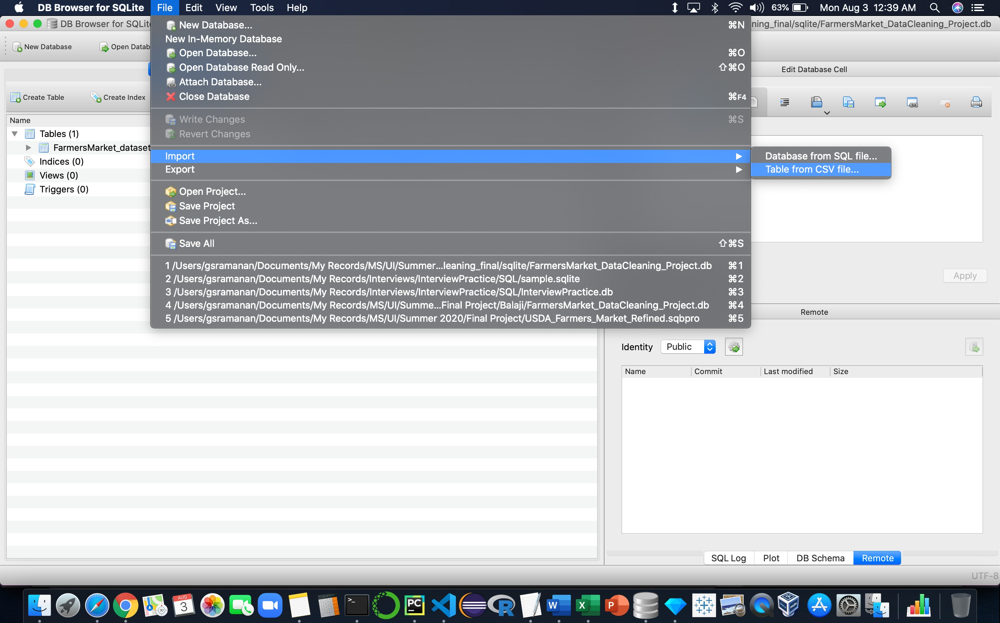 DB Browser for SQLite File Edit View Tools Help 63% Mon Aug 3 12:39 AM
DB Browser for SQLit ning_final/sqlite/FarmersMarket_DataCleaning_Project.db
New Database Open Datab
Create Table Create Index
Name
Tables (1)
FarmersMarket_dataset
Indices (0)
Views (0)
Triggers (0)
New Database... ⌘N
New In-Memory Database
Open Database... ⌘O
Open Database Read Only... ⇧⌘O
Attach Database...
Close Database ⌘F4
Write Changes ⌘S
Revert Changes
Import
Export
Open Project...
Save Project
Save Project As...
Save All ⇧⌘S
1 /Users/gsramanan/Documents/My Records/MS/UI/Summer...leaning_final/sqlite/FarmersMarket_DataCleaning_Project.db ⌘1
2 /Users/gsramanan/Documents/My Records/Interviews/InterviewPractice/SQL/sample.sqlite ⌘2
3 /Users/gsramanan/Documents/My Records/Interviews/InterviewPractice/SQL/InterviewPractice.db ⌘3
4 /Users/gsramanan/Documents/My Records/MS/UI/Summe...Final Project/Balaji/FarmersMarket_DataCleaning_Project.db ⌘4
5 /Users/gsramanan/Documents/My Records/MS/UI/Summer 2020/Final Project/USDA_Farmers_Market_Refined.sqbpro ⌘5
Database from SQL file...
Table from CSV file...
Edit Database Cell
Apply
Remote
Identity Public
Name Commit Last modified Size
SQL Log Plot DB Schema Remote
UTF-8
3D AUG 3 3141593 >_ PC R W X P